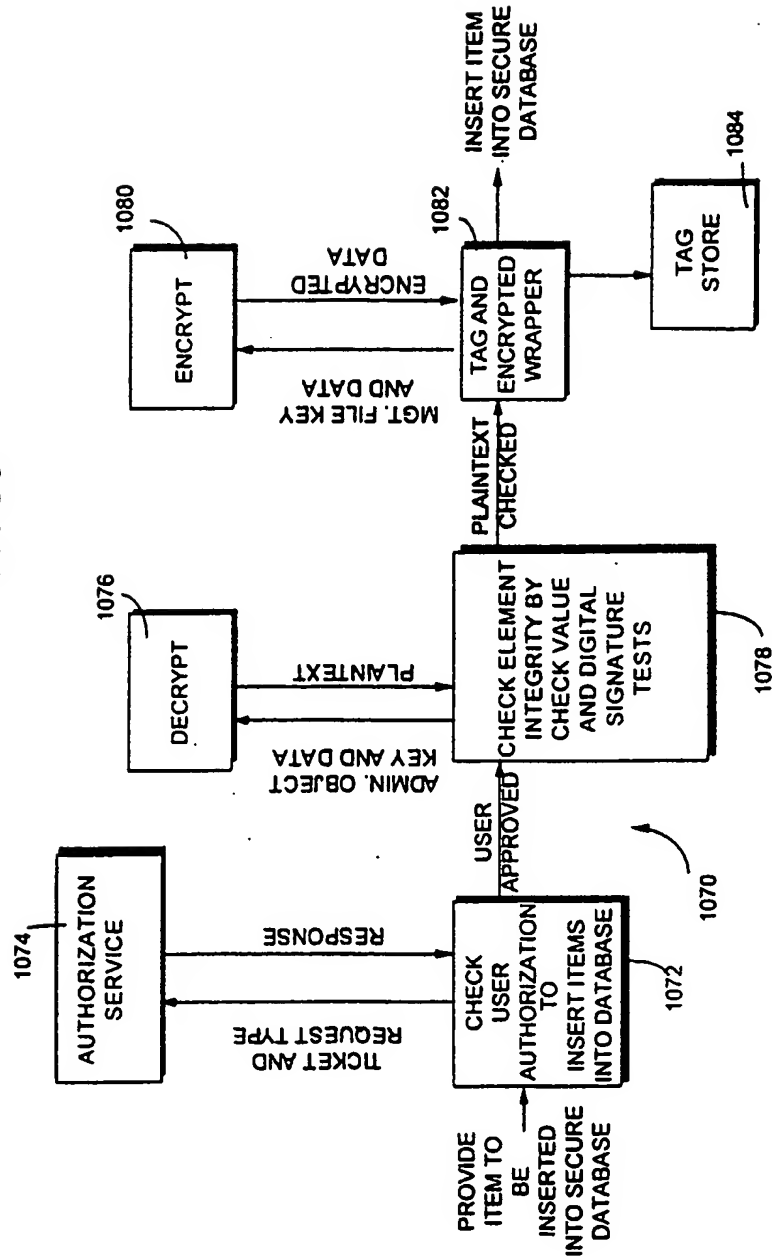 1074
AUTHORIZATION
SERVICE
TICKET AND
REQUEST TYPE
RESPONSE
PROVIDE
ITEM TO
BE
INSERTED
INTO SECURE
DATABASE
CHECK
USER
AUTHORIZATION
TO
INSERT ITEMS
INTO DATABASE
1072
1070
USER
APPROVED
1076
DECRYPT
ADMIN. OBJECT
KEY AND DATA
PLAINTEXT
CHECK ELEMENT
INTEGRITY BY
CHECK VALUE
AND DIGITAL
SIGNATURE
TESTS
1078
PLAINTEXT
CHECKED
1080
ENCRYPT
MGT. FILE KEY
AND DATA
ENCRYPTED
DATA
1082
TAG AND
ENCRYPTED
WRAPPER
INSERT ITEM
INTO SECURE
DATABASE
TAG
STORE
1084